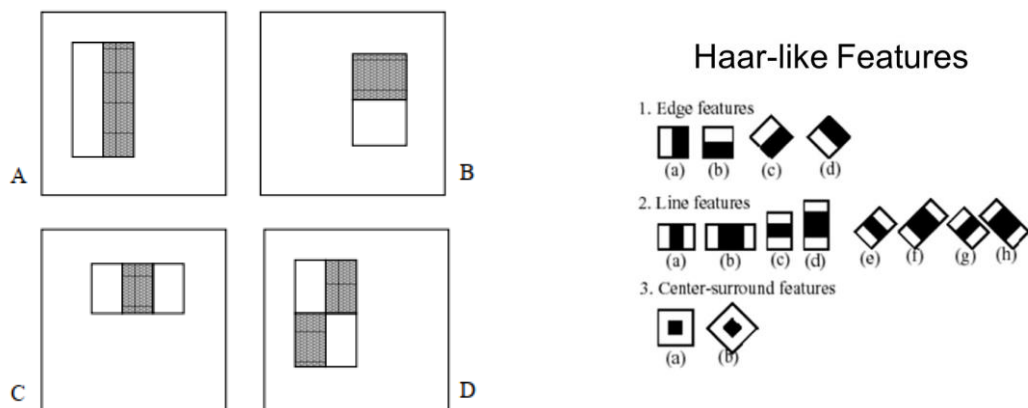 A
B
C
D
Haar-like Features
1. Edge features
(a) (b) (c) (d)
2. Line features
(a) (b) (c) (d) (e) (f) (g) (h)
3. Center-surround features
(a) (b)